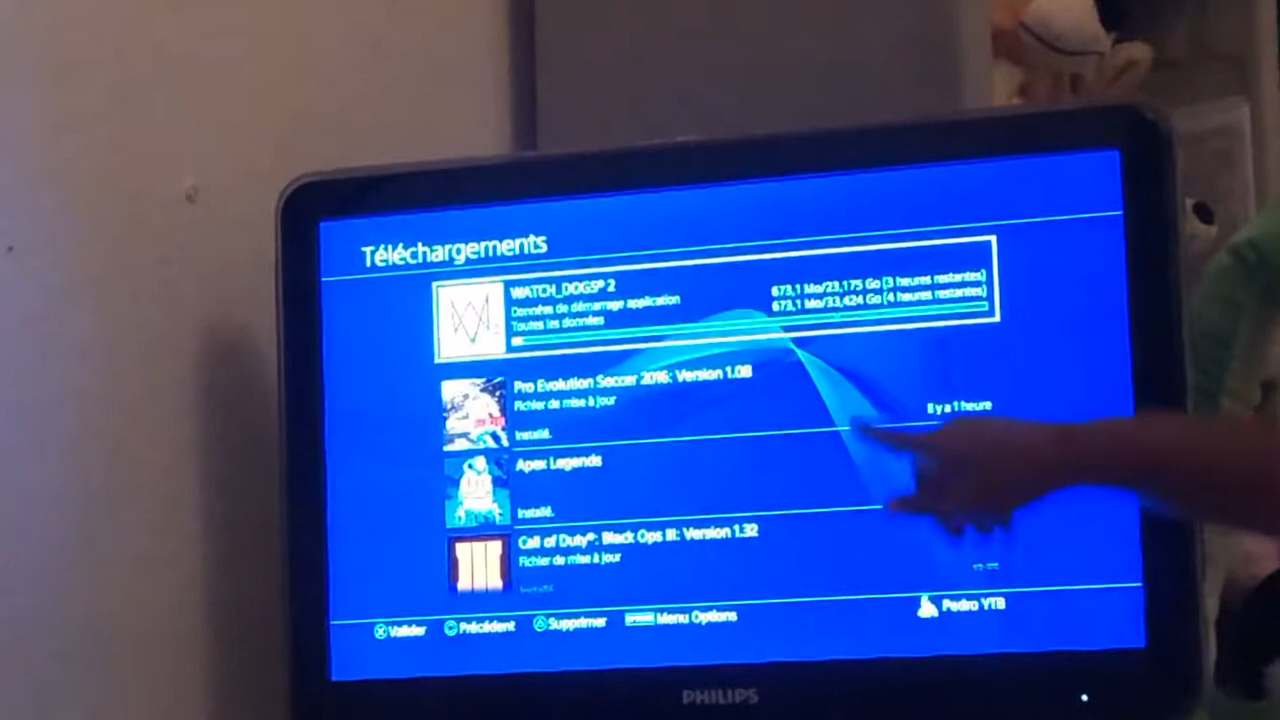 Téléchargements
WATCH_DOGS® 2
Données de démarrage application
673,1 Mo/23,175 Go (3 heures restantes)
Toutes les données
673,1 Mo/33,424 Go (4 heures restantes)
Pro Evolution Soccer 2016: Version 1.08
Fichier de mise à jour
Il y a 1 heure
Installé.
Apex Legends
Installé.
Call of Duty®: Black Ops III: Version 1.32
Fichier de mise à jour
Installé.
Valider Précédent Supprimer Menu Options
Pedro YTB
PHILIPS